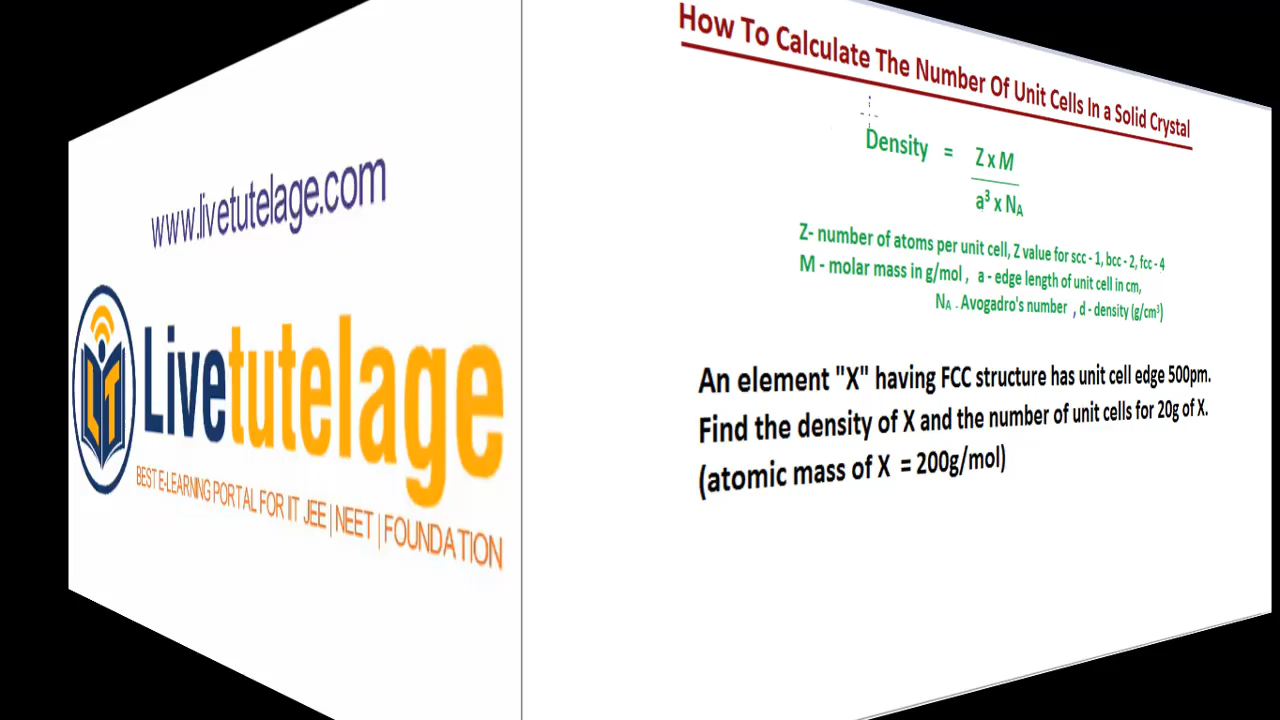 www.livetutelage.com
LT
Livetutelage
BEST E-LEARNING PORTAL FOR IIT JEE | NEET | FOUNDATION
How To Calculate The Number Of Unit Cells In a Solid Crystal
Density = Z x M
a³ x NA
Z- number of atoms per unit cell, Z value for scc - 1, bcc - 2, fcc - 4
M - molar mass in g/mol , a - edge length of unit cell in cm,
NA - Avogadro's number , d - density (g/cm³)
An element "X" having FCC structure has unit cell edge 500pm.
Find the density of X and the number of unit cells for 20g of X.
(atomic mass of X = 200g/mol)